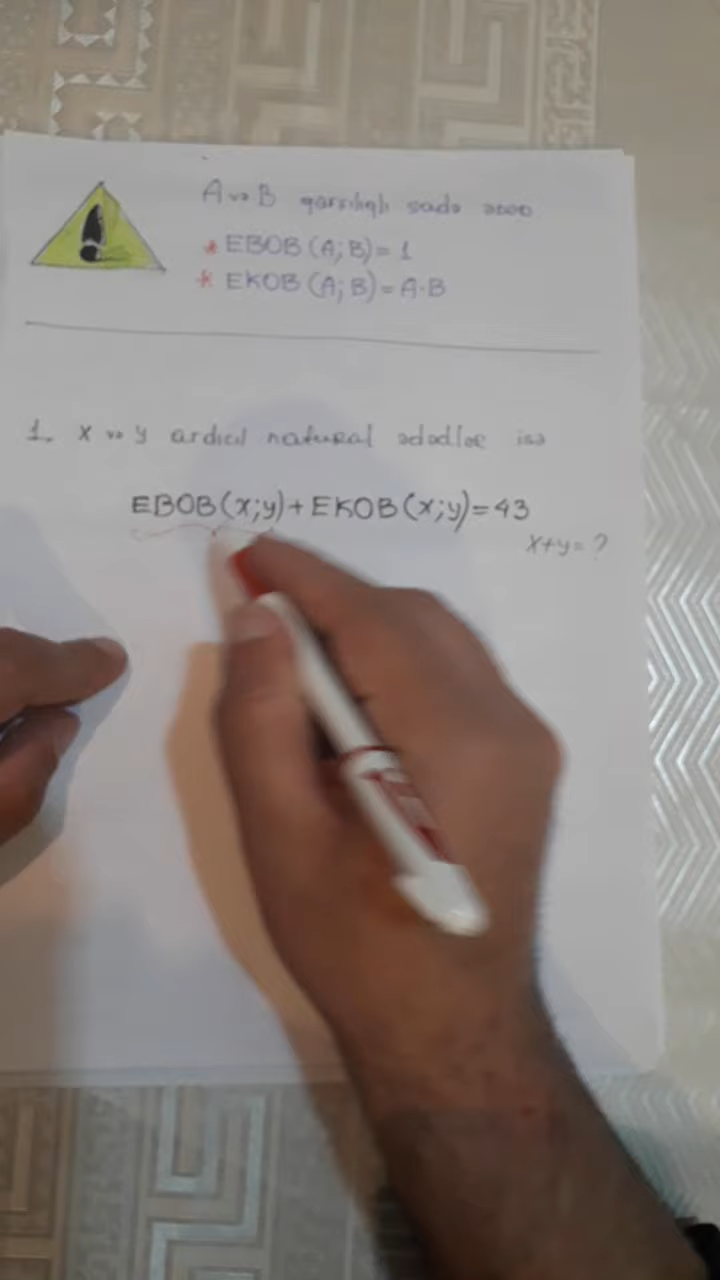 A və B qarşılıqlı sadə ədəd
* EBOB (A; B) = 1
* EKOB (A; B) = A·B
1. x və y ardıcıl natural ədədlər isə
EBOB(x;y)+EKOB(x;y)=43
x+y=?